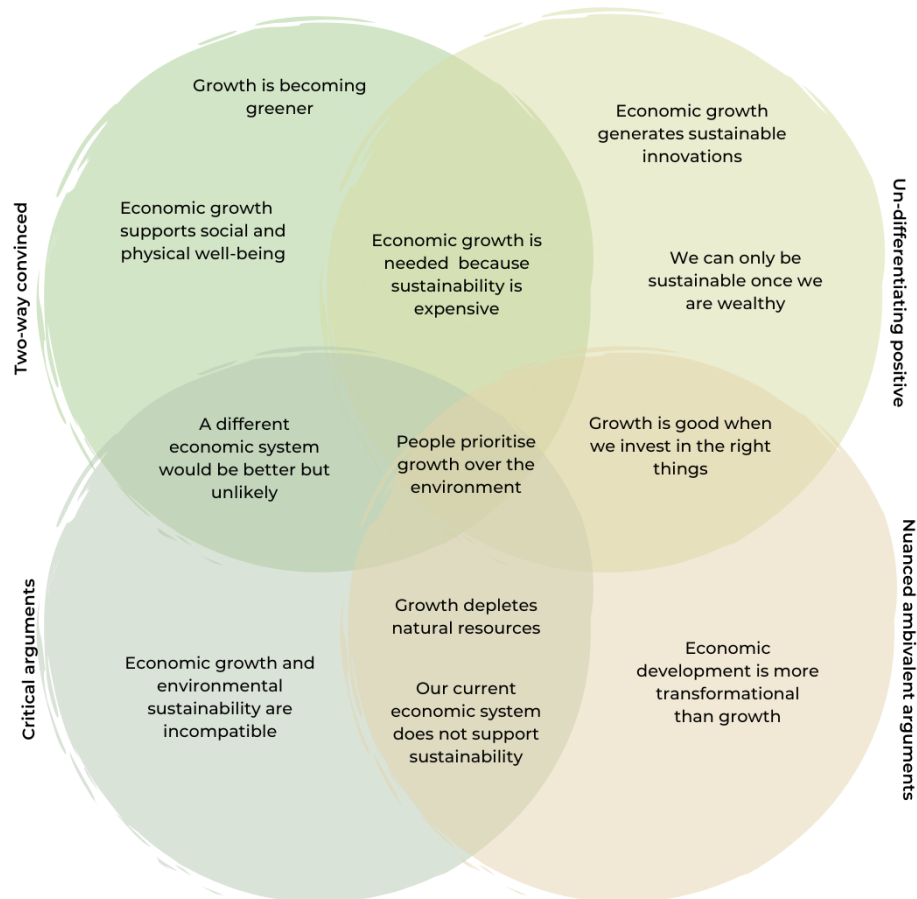 Two-way convinced
Growth is becoming
greener
Economic growth
supports social and
physical well-being
Economic growth is
needed because
sustainability is
expensive
Economic growth
generates sustainable
innovations
We can only be
sustainable once we
are wealthy
Un-differentiating positive
A different
economic system
would be better but
unlikely
People prioritise
growth over the
environment
Growth is good when
we invest in the right
things
Critical arguments
Economic growth and
environmental
sustainability are
incompatible
Growth depletes
natural resources
Our current
economic system
does not support
sustainability
Economic
development is more
transformational
than growth
Nuanced ambivalent arguments